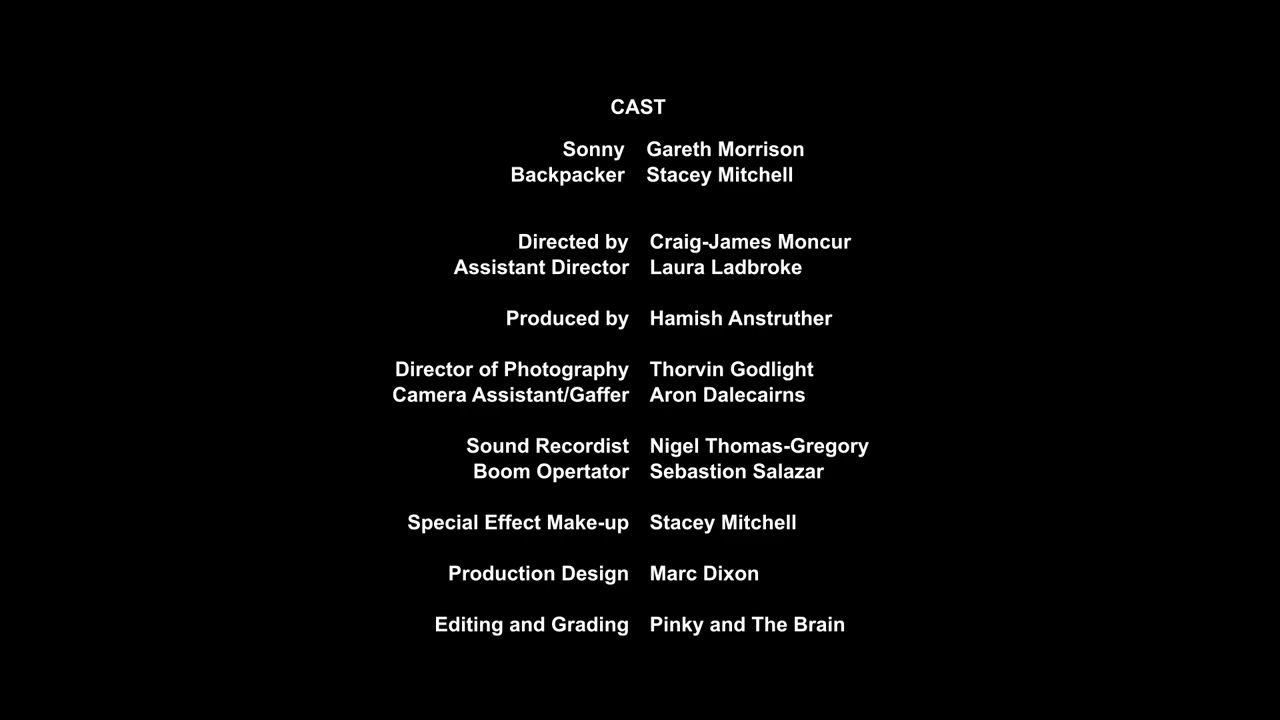 CAST
Sonny Gareth Morrison
Backpacker Stacey Mitchell
Directed by Craig-James Moncur
Assistant Director Laura Ladbroke
Produced by Hamish Anstruther
Director of Photography Thorvin Godlight
Camera Assistant/Gaffer Aron Dalecairns
Sound Recordist Nigel Thomas-Gregory
Boom Opertator Sebastion Salazar
Special Effect Make-up Stacey Mitchell
Production Design Marc Dixon
Editing and Grading Pinky and The Brain